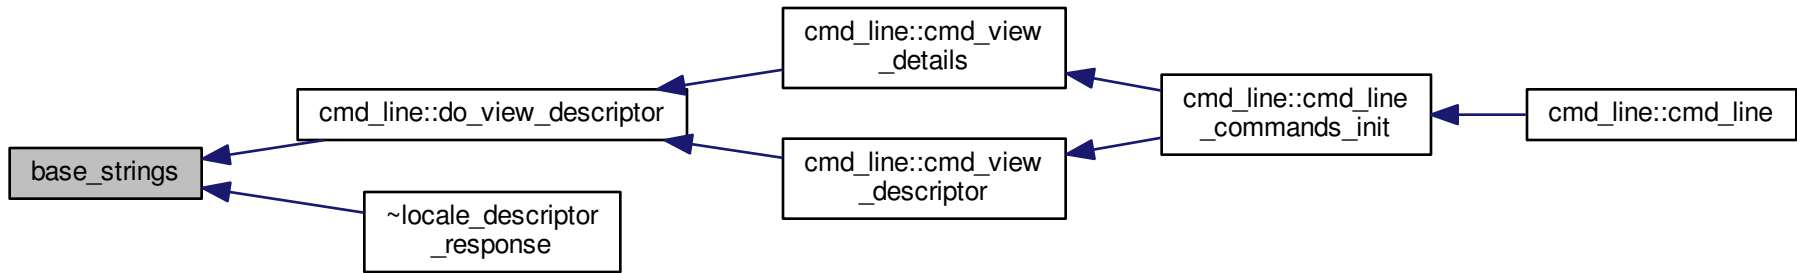 base_strings
cmd_line::do_view_descriptor
~locale_descriptor
_response
cmd_line::cmd_view
_details
cmd_line::cmd_view
_descriptor
cmd_line::cmd_line
_commands_init
cmd_line::cmd_line